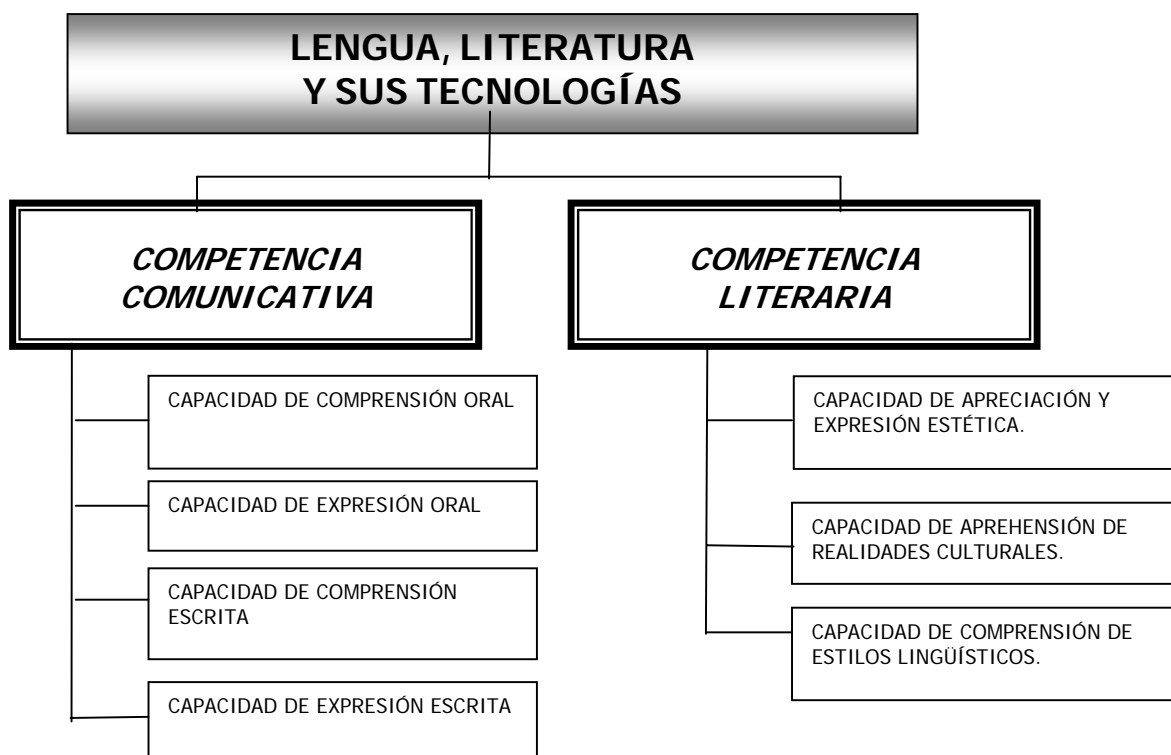 LENGUA, LITERATURA
Y SUS TECNOLOGÍAS
COMPETENCIA
COMUNICATIVA
CAPACIDAD DE COMPRENSIÓN ORAL
CAPACIDAD DE EXPRESIÓN ORAL
CAPACIDAD DE COMPRENSIÓN
ESCRITA
CAPACIDAD DE EXPRESIÓN ESCRITA
COMPETENCIA
LITERARIA
CAPACIDAD DE APRECIACIÓN Y
EXPRESIÓN ESTÉTICA.
CAPACIDAD DE APREHENSIÓN DE
REALIDADES CULTURALES.
CAPACIDAD DE COMPRENSIÓN DE
ESTILOS LINGÜÍSTICOS.